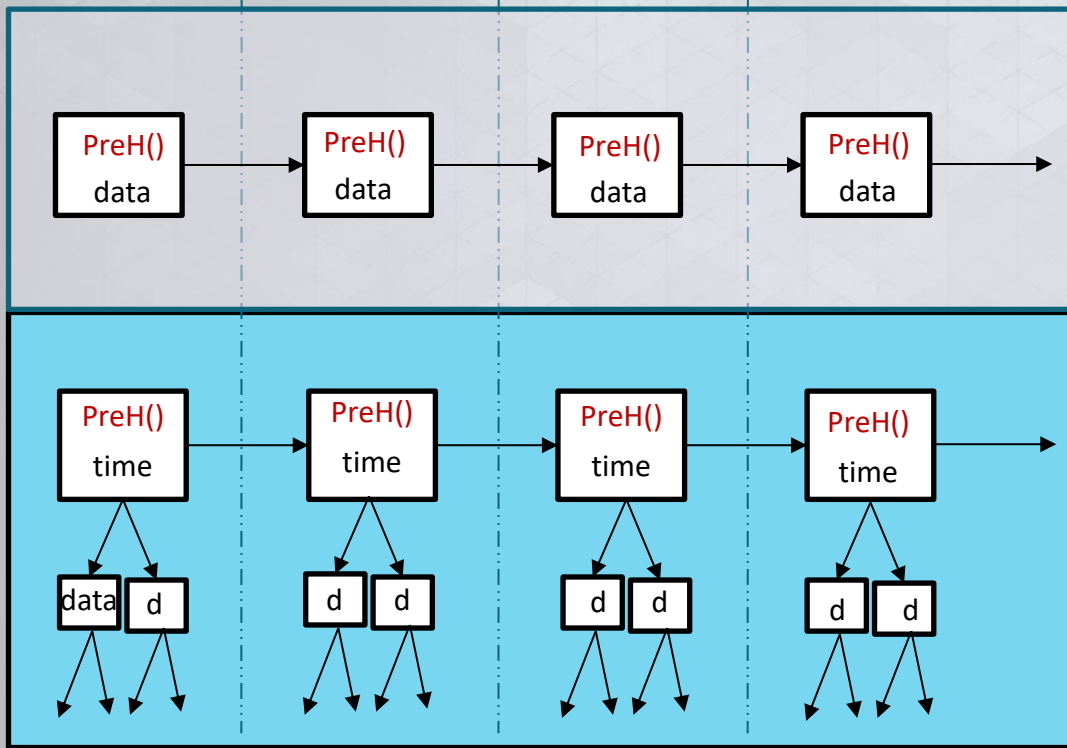 PreH()
data
PreH()
data
PreH()
data
PreH()
data
PreH()
time
PreH()
time
PreH()
time
PreH()
time
data
d
d
d
d
d
d
d